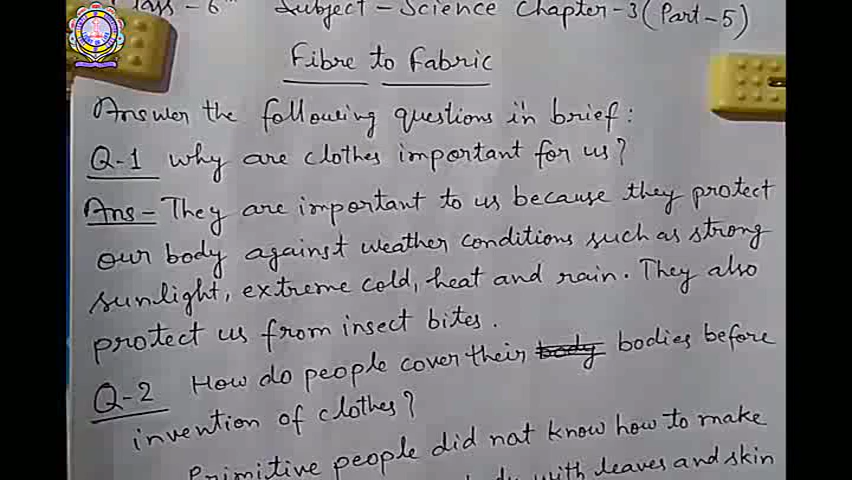 Class - 6th Subject - Science Chapter-3 (Part-5)
Fibre to Fabric
Answer the following questions in brief:
Q-1 Why are clothes important for us?
Ans - They are important to us because they protect
our body against weather conditions such as strong
sunlight, extreme cold, heat and rain. They also
protect us from insect bites.
Q-2 How do people cover their body bodies before
invention of clothes?
Primitive people did not know how to make
with leaves and skin